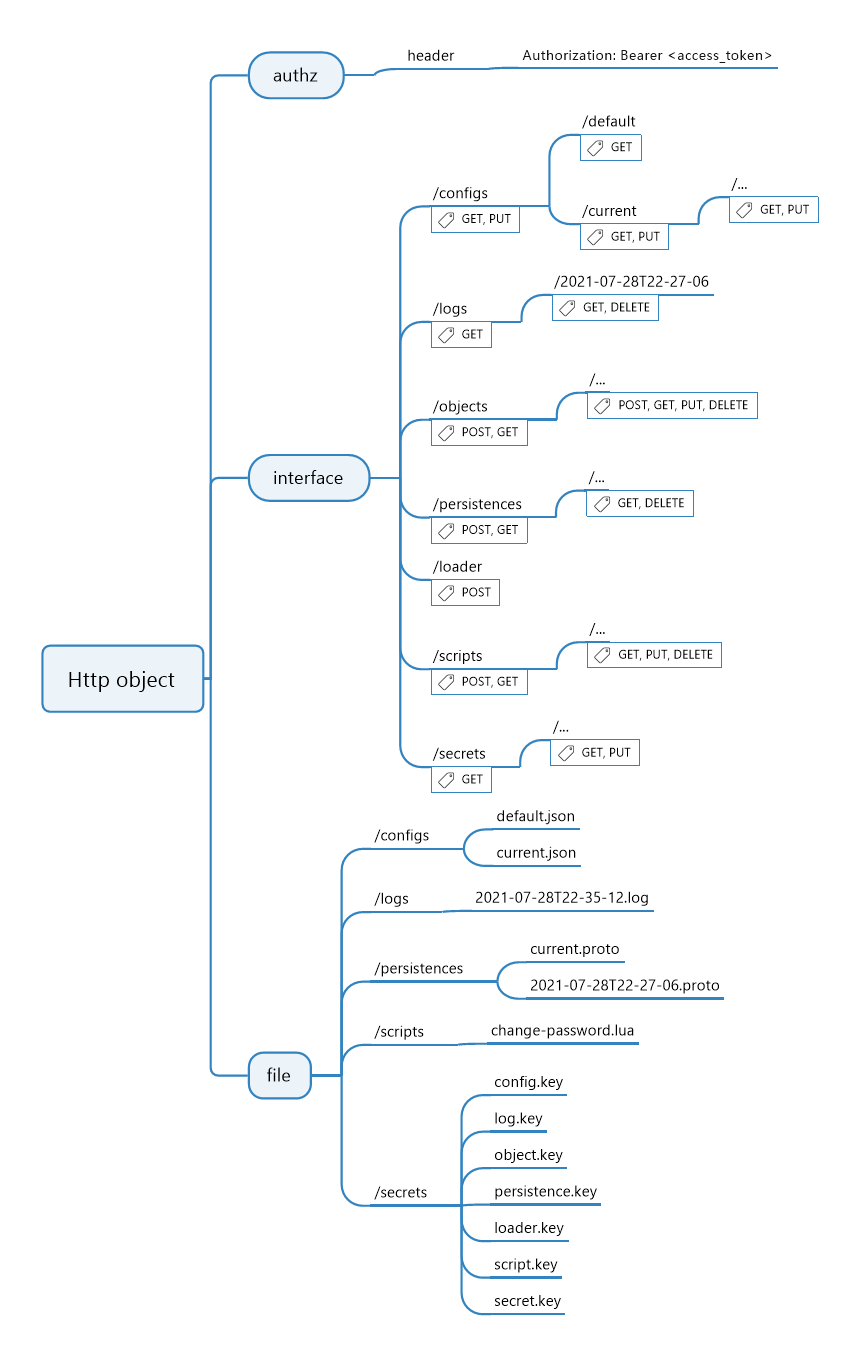 Http object
authz
header
Authorization: Bearer <access_token>
interface
/configs
GET, PUT
/default
GET
/current
GET, PUT
/...
GET, PUT
/logs
GET
/2021-07-28T22-27-06
GET, DELETE
/objects
POST, GET
/...
POST, GET, PUT, DELETE
/persistences
POST, GET
/...
GET, DELETE
/loader
POST
/scripts
POST, GET
/...
GET, PUT, DELETE
/secrets
GET
/...
GET, PUT
file
/configs
default.json
current.json
/logs
2021-07-28T22-35-12.log
/persistences
current.proto
2021-07-28T22-27-06.proto
/scripts
change-password.lua
/secrets
config.key
log.key
object.key
persistence.key
loader.key
script.key
secret.key